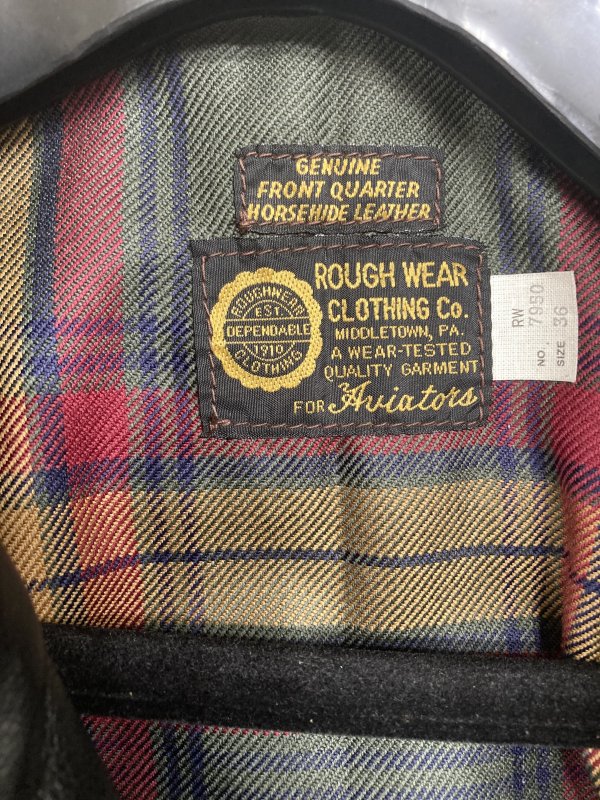 GENUINE
FRONT QUARTER
HORSEHIDE LEATHER
ROUGHWEAR
EST.
DEPENDABLE
1910
CLOTHING
ROUGH WEAR
CLOTHING Co.
MIDDLETOWN, PA.
A WEAR-TESTED
QUALITY GARMENT
FOR Aviators
RW
NO. 7950
SIZE 36